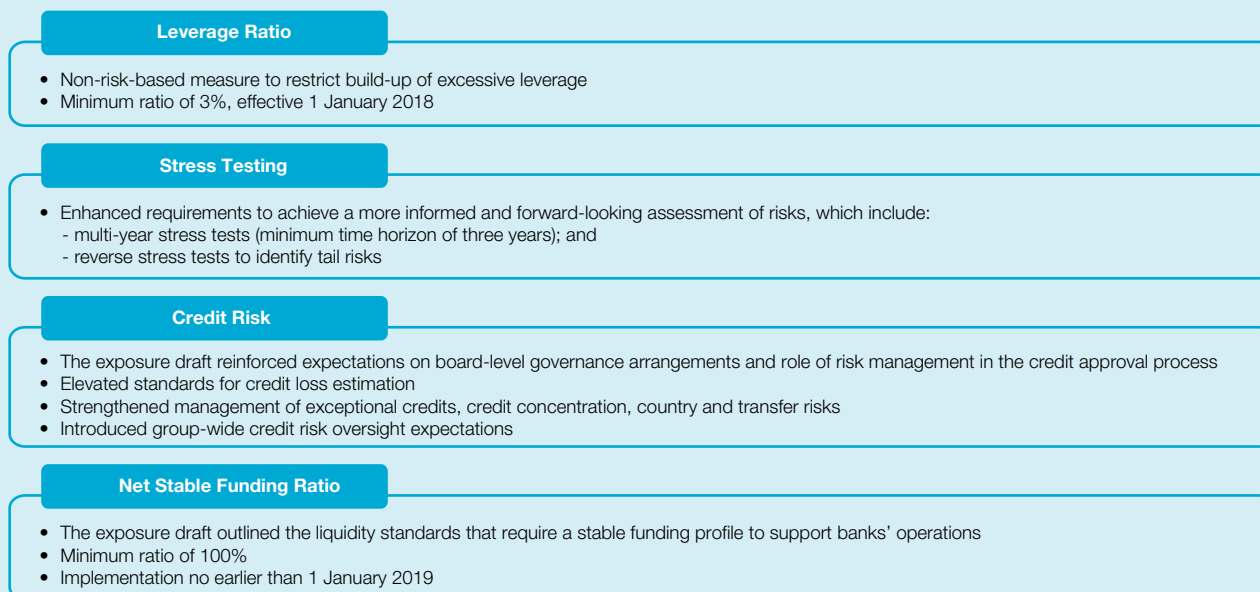 Leverage Ratio
• Non-risk-based measure to restrict build-up of excessive leverage
• Minimum ratio of 3%, effective 1 January 2018
Stress Testing
• Enhanced requirements to achieve a more informed and forward-looking assessment of risks, which include:
- multi-year stress tests (minimum time horizon of three years); and
- reverse stress tests to identify tail risks
Credit Risk
• The exposure draft reinforced expectations on board-level governance arrangements and role of risk management in the credit approval process
• Elevated standards for credit loss estimation
• Strengthened management of exceptional credits, credit concentration, country and transfer risks
• Introduced group-wide credit risk oversight expectations
Net Stable Funding Ratio
• The exposure draft outlined the liquidity standards that require a stable funding profile to support banks’ operations
• Minimum ratio of 100%
• Implementation no earlier than 1 January 2019